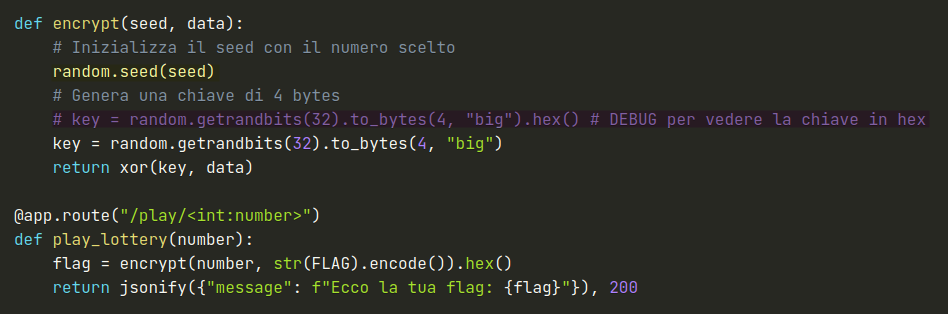 def encrypt(seed, data):
    # Inizializza il seed con il numero scelto
    random.seed(seed)
    # Genera una chiave di 4 bytes
    # key = random.getrandbits(32).to_bytes(4, "big").hex() # DEBUG per vedere la chiave in hex
    key = random.getrandbits(32).to_bytes(4, "big")
    return xor(key, data)

@app.route("/play/<int:number>")
def play_lottery(number):
    flag = encrypt(number, str(FLAG).encode()).hex()
    return jsonify({"message": f"Ecco la tua flag: {flag}"}), 200